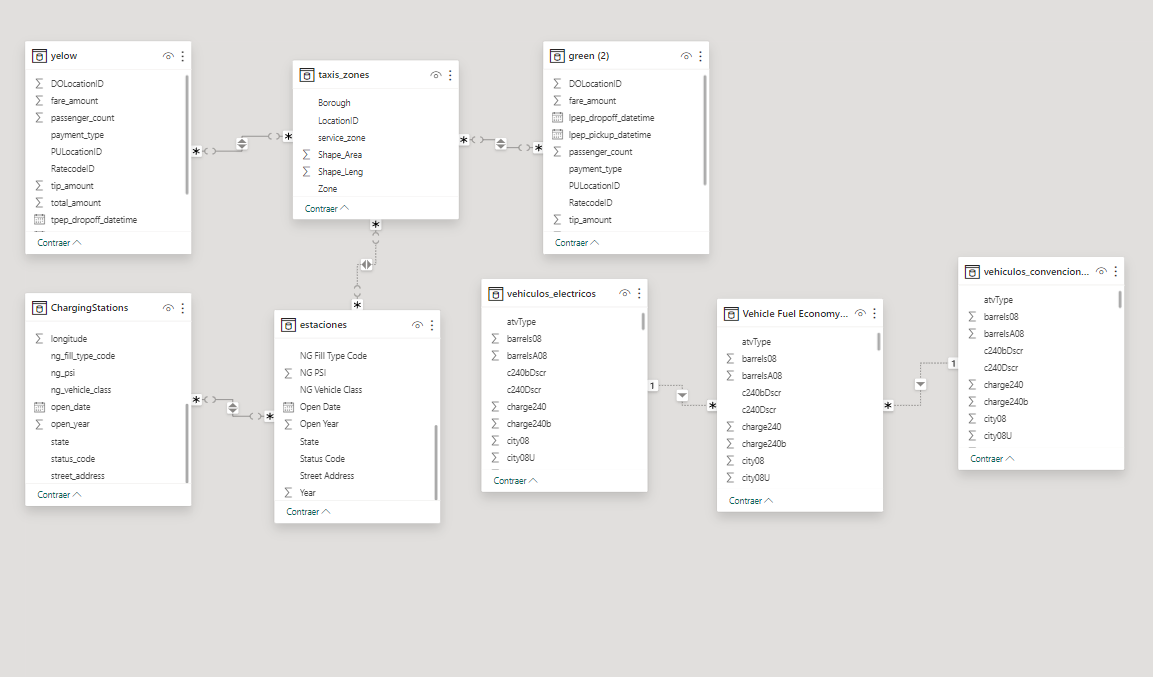 yelow
DOLocationID
fare_amount
passenger_count
payment_type
PULocationID
RatecodeID
tip_amount
total_amount
tpep_dropoff_datetime
Contraer
taxis_zones
Borough
LocationID
service_zone
Shape_Area
Shape_Leng
Zone
Contraer
green (2)
DOLocationID
fare_amount
lpep_dropoff_datetime
lpep_pickup_datetime
passenger_count
payment_type
PULocationID
RatecodeID
tip_amount
Contraer
ChargingStations
longitude
ng_fill_type_code
ng_psi
ng_vehicle_class
open_date
open_year
state
status_code
street_address
Contraer
estaciones
NG Fill Type Code
NG PSI
NG Vehicle Class
Open Date
Open Year
State
Status Code
Street Address
Year
Contraer
vehiculos_electricos
atvType
barrels08
barrelsA08
c240bDscr
c240Dscr
charge240
charge240b
city08
city08U
Contraer
1
Vehicle Fuel Economy...
atvType
barrels08
barrelsA08
c240bDscr
c240Dscr
charge240
charge240b
city08
city08U
Contraer
1
vehiculos_convencion...
atvType
barrels08
barrelsA08
c240bDscr
c240Dscr
charge240
charge240b
city08
city08U
Contraer